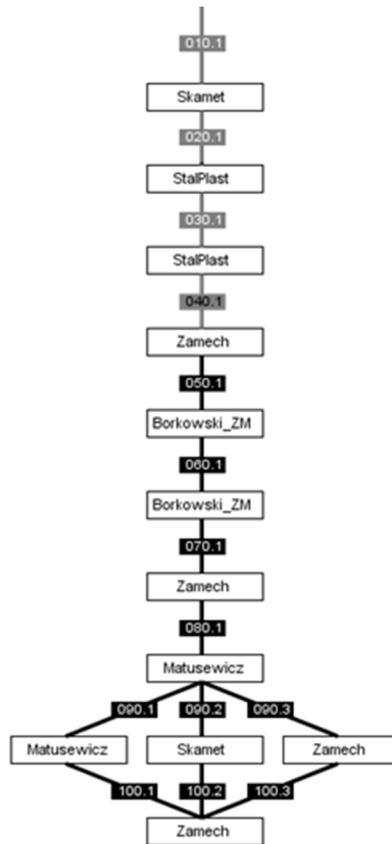 010.1
Skamet
020.1
StalPlast
030.1
StalPlast
040.1
Zamech
050.1
Borkowski_ZM
060.1
Borkowski_ZM
070.1
Zamech
080.1
Matusewicz
090.1 090.2 090.3
Matusewicz Skamet Zamech
100.1 100.2 100.3
Zamech